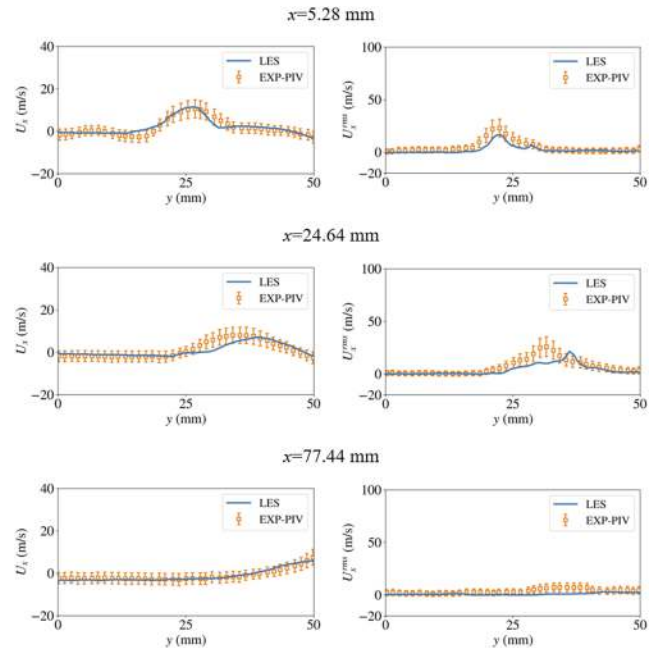 x=5.28 mm
40
20
0
−20
U_x (m/s)
LES
EXP-PIV
0
25
50
y (mm)
100
50
0
−20
U_x^{rms} (m/s)
LES
EXP-PIV
0
25
50
y (mm)
x=24.64 mm
40
20
0
−20
U_x (m/s)
LES
EXP-PIV
0
25
50
y (mm)
100
50
0
−20
U_x^{rms} (m/s)
LES
EXP-PIV
0
25
50
y (mm)
x=77.44 mm
40
20
0
−20
U_x (m/s)
LES
EXP-PIV
0
25
50
y (mm)
100
50
0
−20
U_x^{rms} (m/s)
LES
EXP-PIV
0
25
50
y (mm)